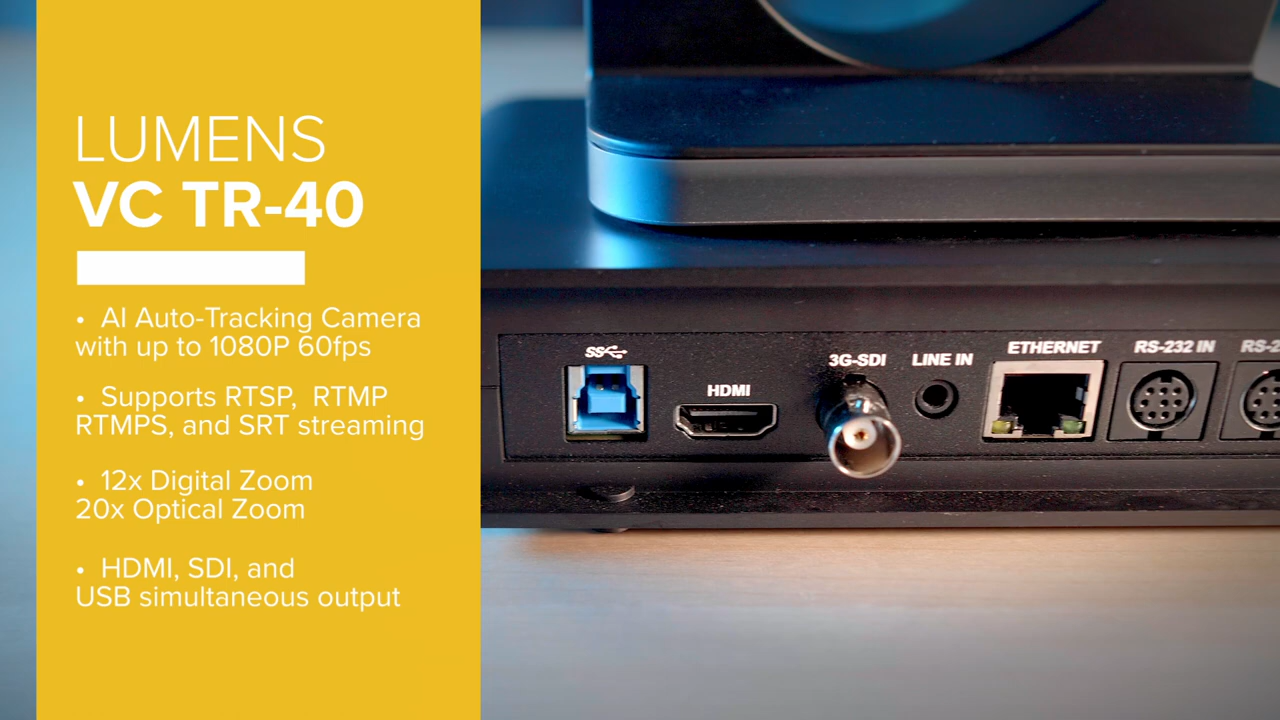 LUMENS
VC TR-40
• AI Auto-Tracking Camera
with up to 1080P 60fps
• Supports RTSP, RTMP
RTMPS, and SRT streaming
• 12x Digital Zoom
20x Optical Zoom
• HDMI, SDI, and
USB simultaneous output
SS
HDMI
3G-SDI
LINE IN
ETHERNET
RS-232 IN
RS-2